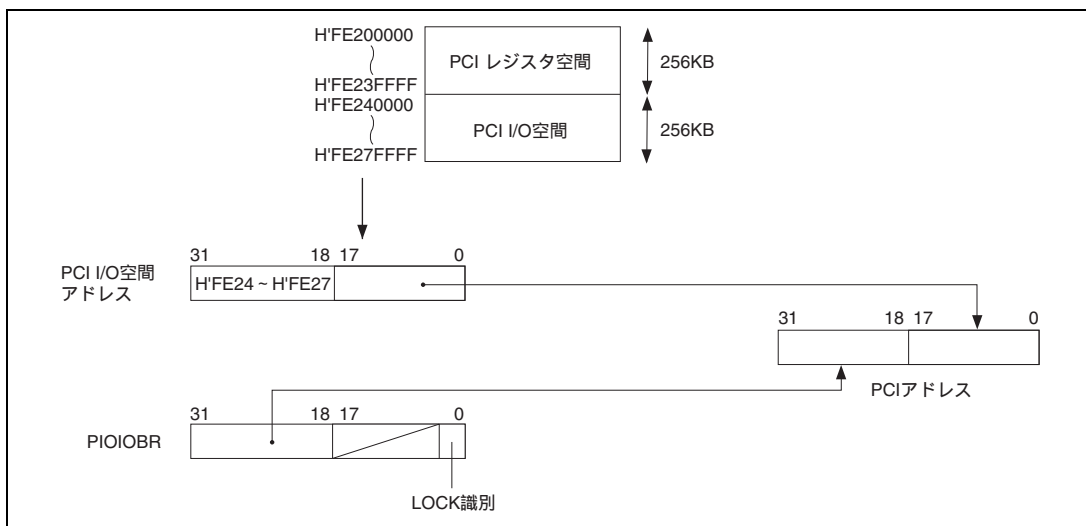 H'FE200000
PCI レジスタ空間
256KB
H'FE23FFFF
H'FE240000
PCI I/O空間
256KB
H'FE27FFFF
31 18 17 0
PCI I/O空間
アドレス
H'FE24 ~ H'FE27
31 18 17 0
PCIアドレス
31 18 17 0
PIOIOBR
LOCK識別